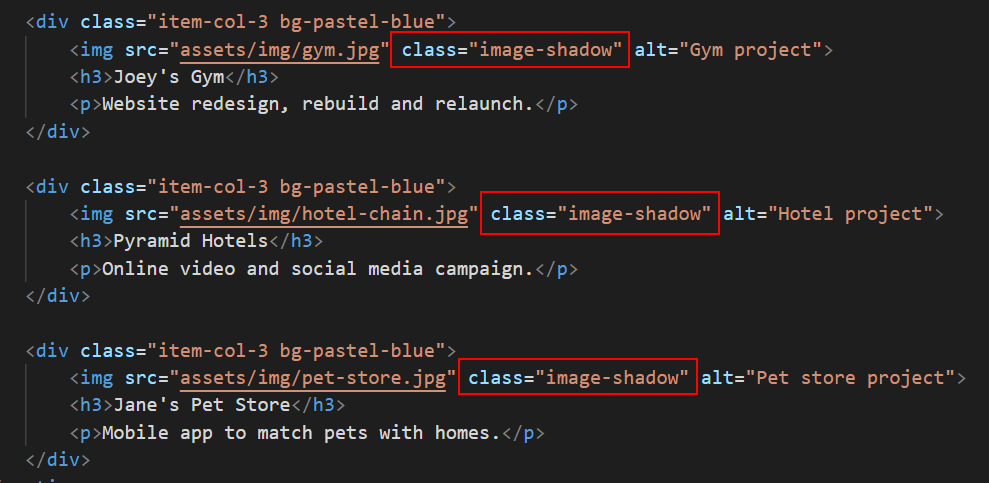 <div class="item-col-3 bg-pastel-blue">
<img src="assets/img/gym.jpg" class="image-shadow" alt="Gym project">
<h3>Joey's Gym</h3>
<p>Website redesign, rebuild and relaunch.</p>
</div>
<div class="item-col-3 bg-pastel-blue">
<img src="assets/img/hotel-chain.jpg" class="image-shadow" alt="Hotel project">
<h3>Pyramid Hotels</h3>
<p>Online video and social media campaign.</p>
</div>
<div class="item-col-3 bg-pastel-blue">
<img src="assets/img/pet-store.jpg" class="image-shadow" alt="Pet store project">
<h3>Jane's Pet Store</h3>
<p>Mobile app to match pets with homes.</p>
</div>